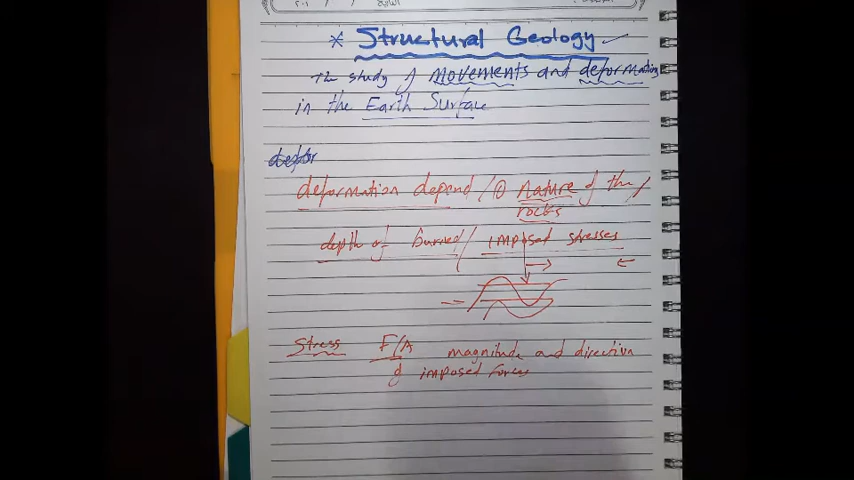 * Structural Geology
The study of movements and deformation
in the Earth Surface
deformation depend / ① nature of the /
rocks
depth of burried / imposed stresses
Stress F/A magnitude and direction
of imposed forces